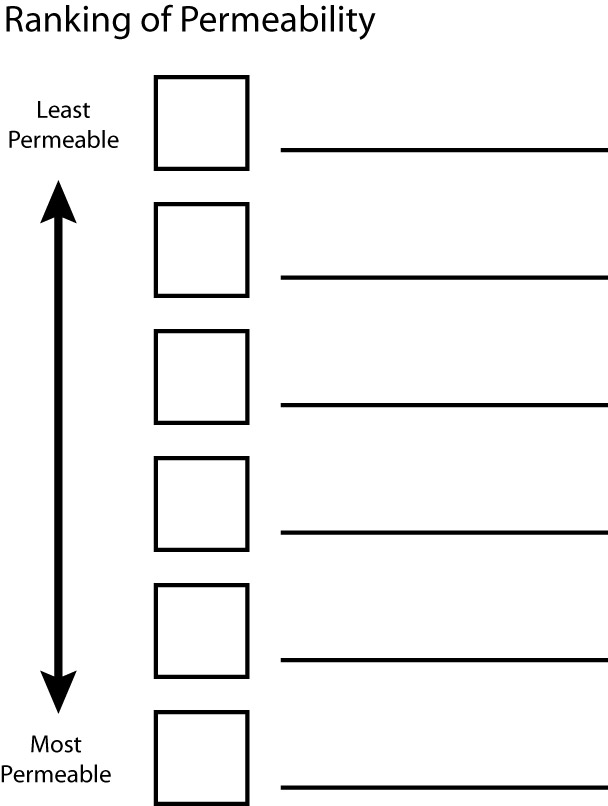 Ranking of Permeability
Least
Permeable
Most
Permeable